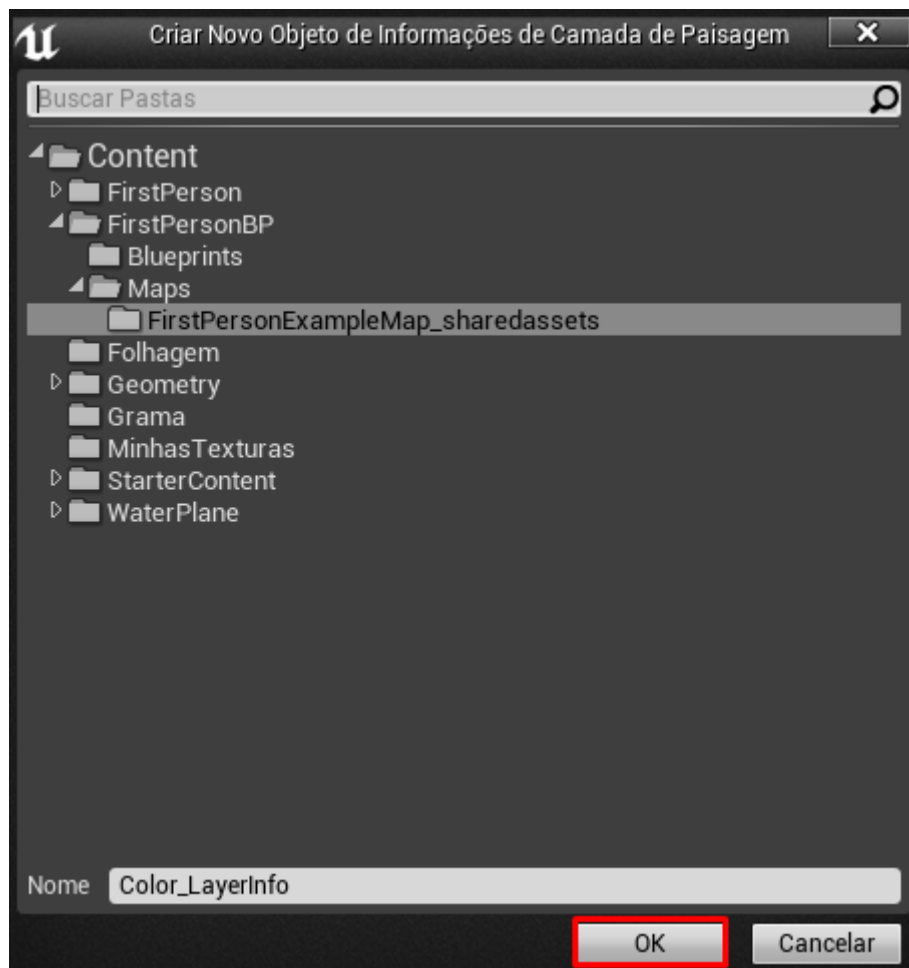 Criar Novo Objeto de Informações de Camada de Paisagem
Buscar Pastas
Content
FirstPerson
FirstPersonBP
Blueprints
Maps
FirstPersonExampleMap_sharedassets
Folhagem
Geometry
Grama
MinhasTexturas
StarterContent
WaterPlane
Nome Color_LayerInfo
OK Cancelar